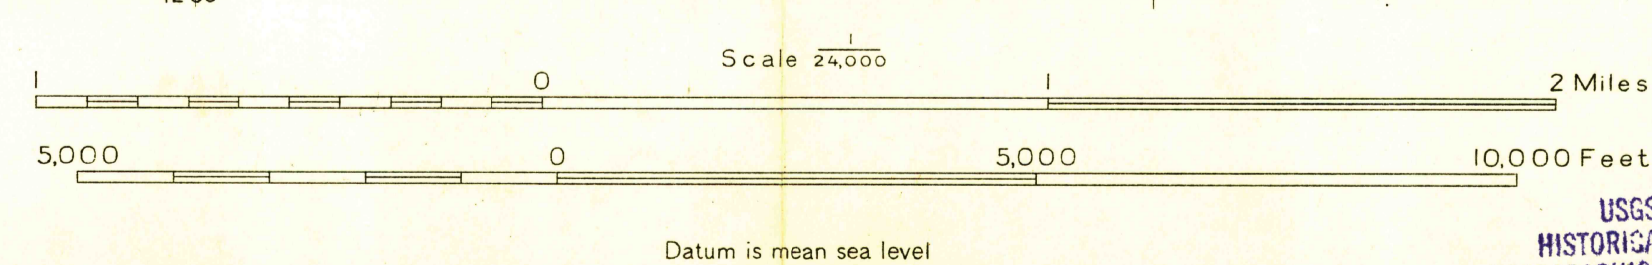 Scale 1/24,000
1 0 1 2 Miles
5,000 0 5,000 10,000 Feet
USGS
Datum is mean sea level